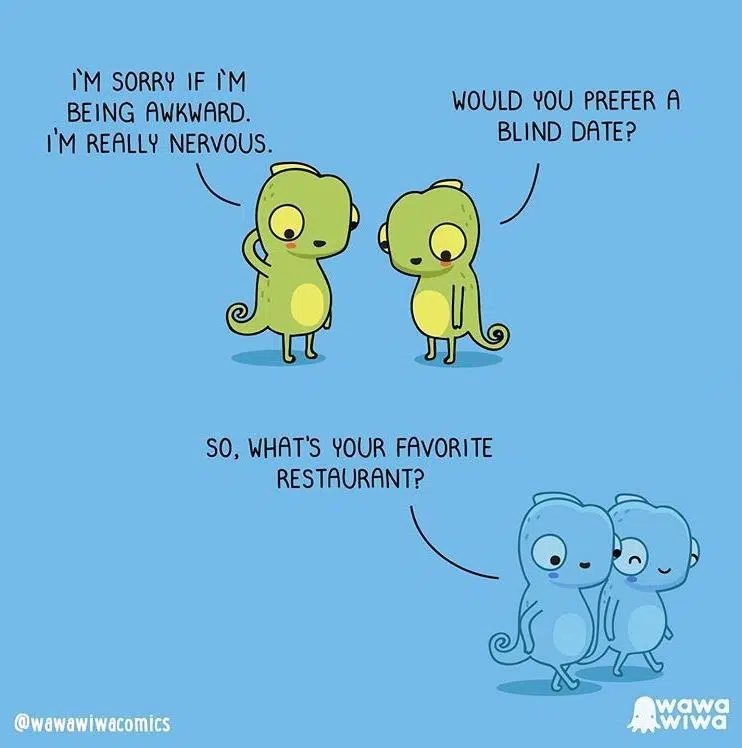 I'M SORRY IF I'M
BEING AWKWARD.
I'M REALLY NERVOUS.
WOULD YOU PREFER A
BLIND DATE?
SO, WHAT'S YOUR FAVORITE
RESTAURANT?
@wawawiwacomics
wawa
wiwa